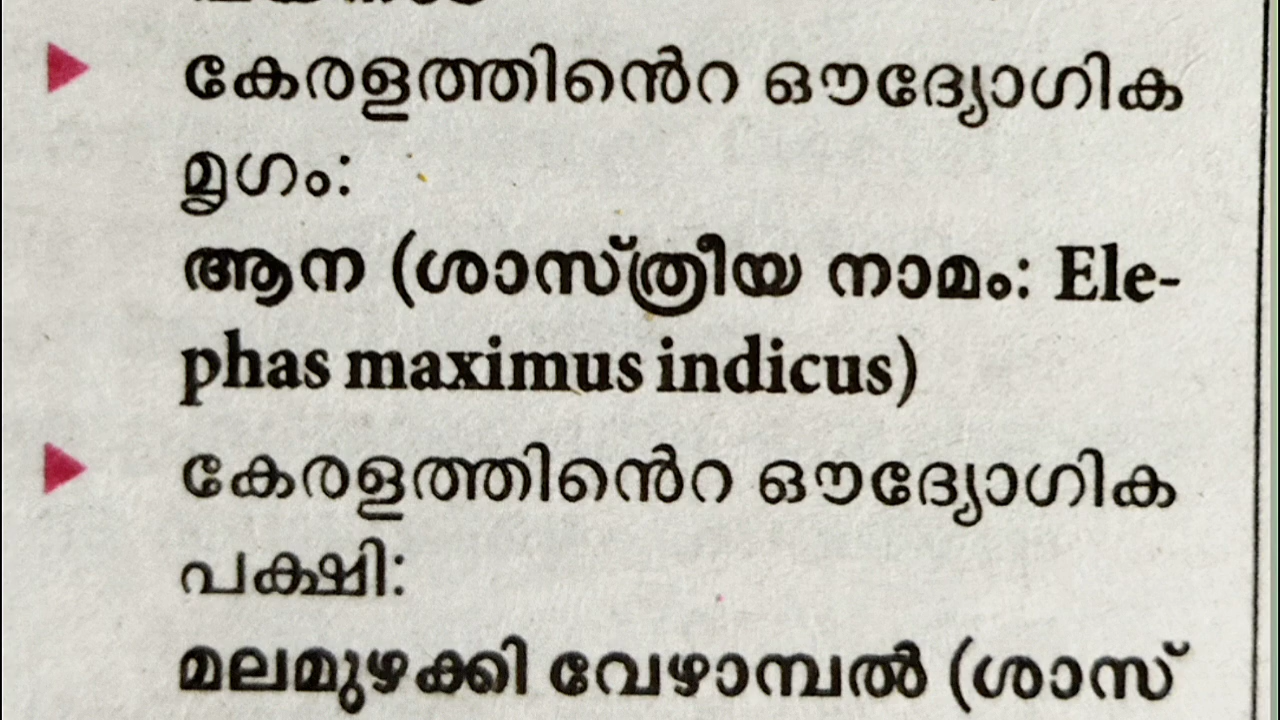 കേരളത്തിൻെറ ഔദ്യോഗിക
മൃഗം:
ആന (ശാസ്ത്രീയ നാമം: Ele-
phas maximus indicus)
കേരളത്തിൻെറ ഔദ്യോഗിക
പക്ഷി:
മലമുഴക്കി വേഴാമ്പൽ (ശാസ്